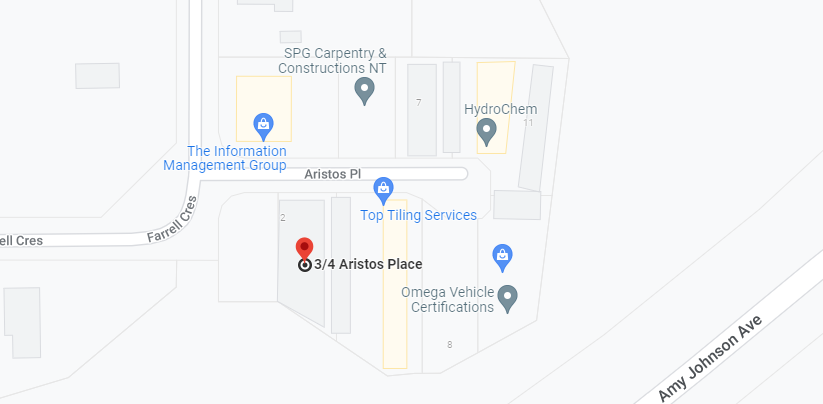 SPG Carpentry &
Constructions NT
7
HydroChem
11
The Information
Management Group
Aristos Pl
Farrell Cres
ell Cres
2
Top Tiling Services
3/4 Aristos Place
Omega Vehicle
Certifications
8
Amy Johnson Ave